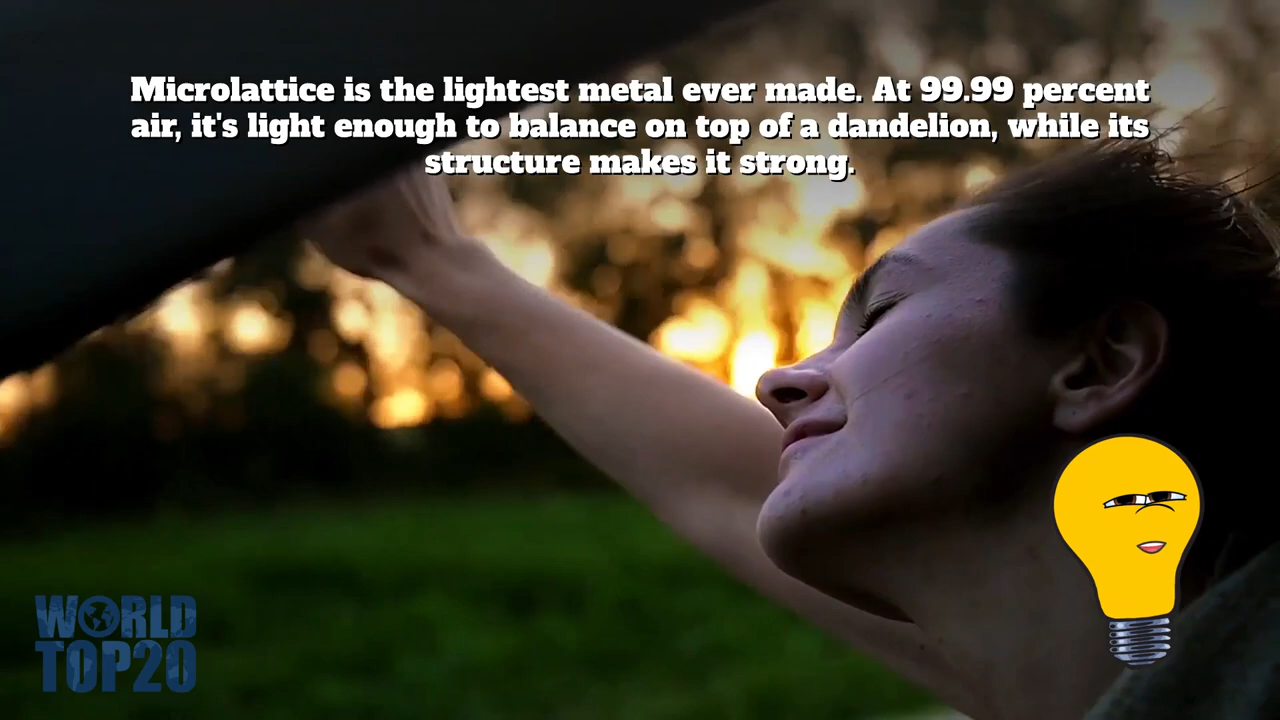 Microlattice is the lightest metal ever made. At 99.99 percent
air, it's light enough to balance on top of a dandelion, while its
structure makes it strong.
WORLD
TOP20